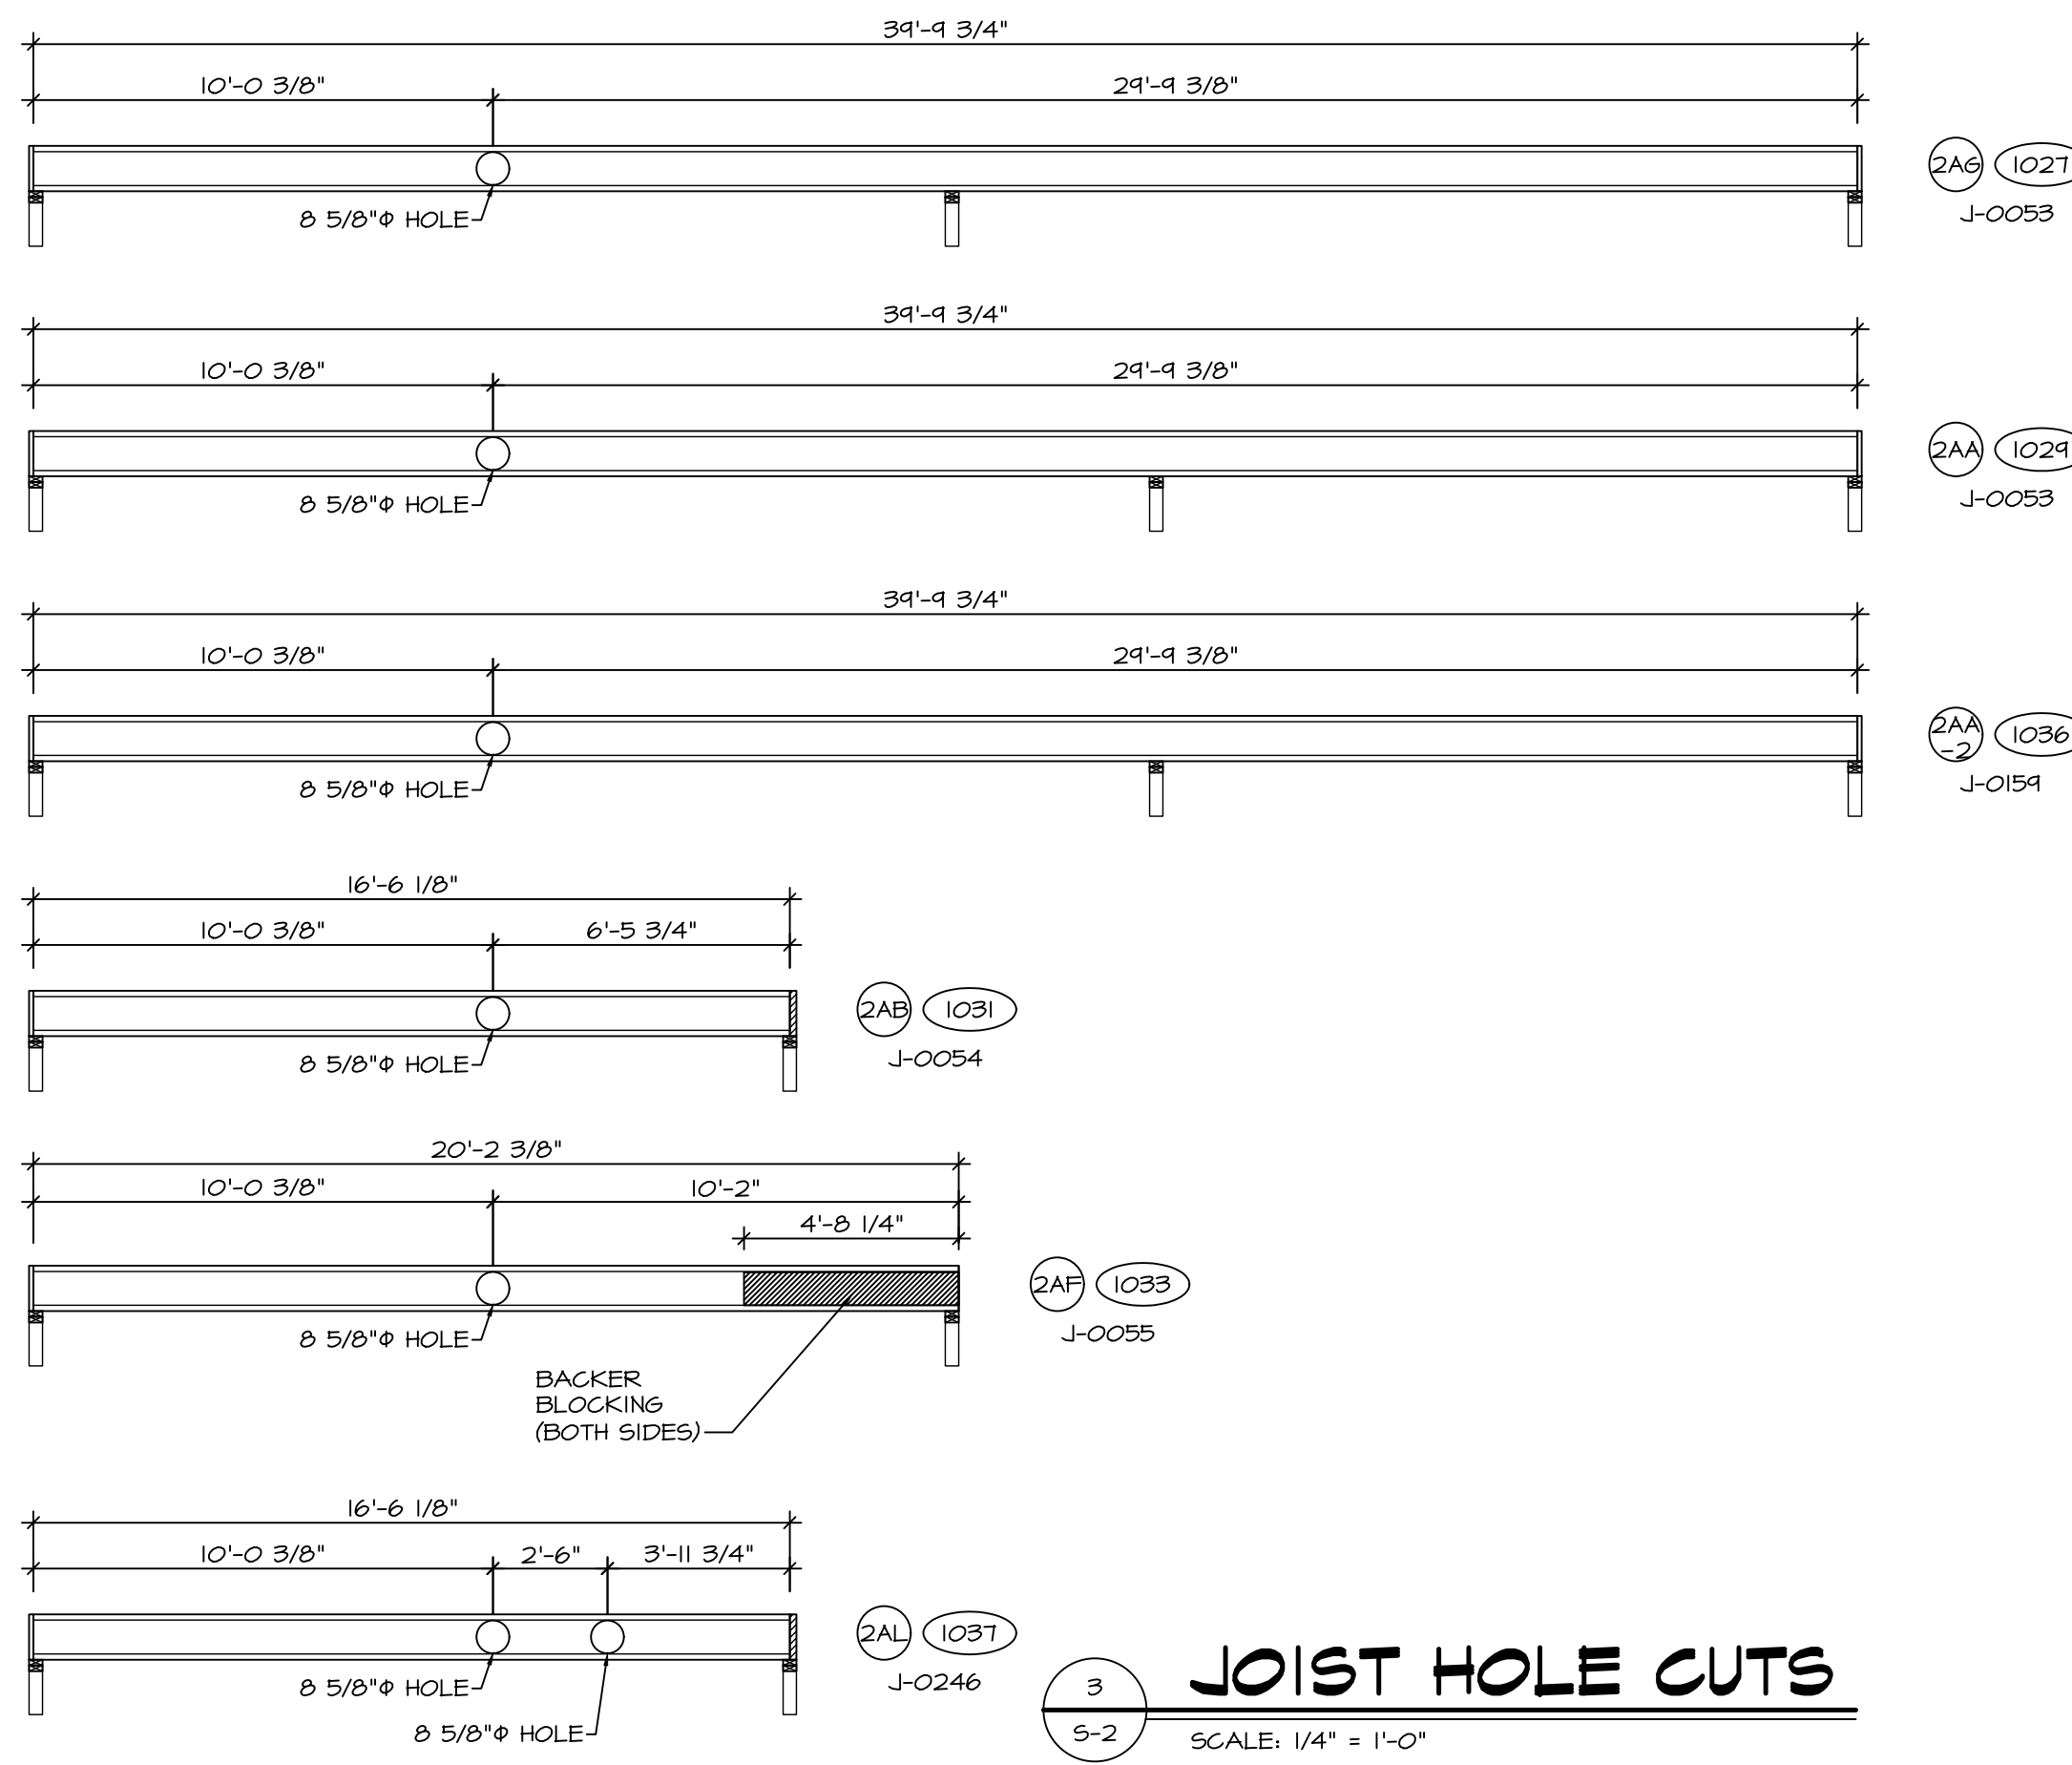 39'-9 3/4"
10'-0 3/8" 29'-9 3/8"
8 5/8"Φ HOLE
2AG 1027
J-0053
39'-9 3/4"
10'-0 3/8" 29'-9 3/8"
8 5/8"Φ HOLE
2AA 1029
J-0053
39'-9 3/4"
10'-0 3/8" 29'-9 3/8"
8 5/8"Φ HOLE
2AA
-2
1036
J-0159
16'-6 1/8"
10'-0 3/8" 6'-5 3/4"
8 5/8"Φ HOLE
2AB 1031
J-0054
20'-2 3/8"
10'-0 3/8" 10'-2"
4'-8 1/4"
8 5/8"Φ HOLE
2AF 1033
J-0055
BACKER
BLOCKING
(BOTH SIDES)
16'-6 1/8"
10'-0 3/8" 2'-6" 3'-11 3/4"
8 5/8"Φ HOLE
8 5/8"Φ HOLE
2AL 1037
J-0246
3
S-2
JOIST HOLE CUTS
SCALE: 1/4" = 1'-0"